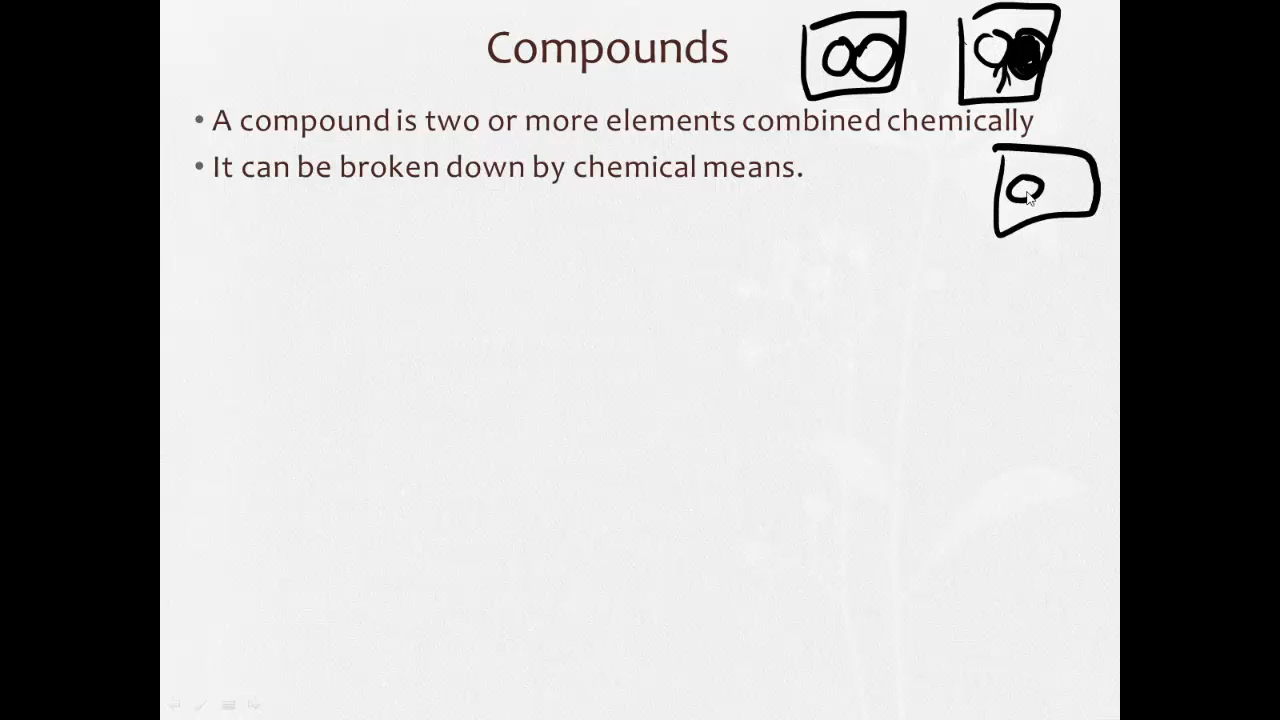 Compounds
• A compound is two or more elements combined chemically
• It can be broken down by chemical means.